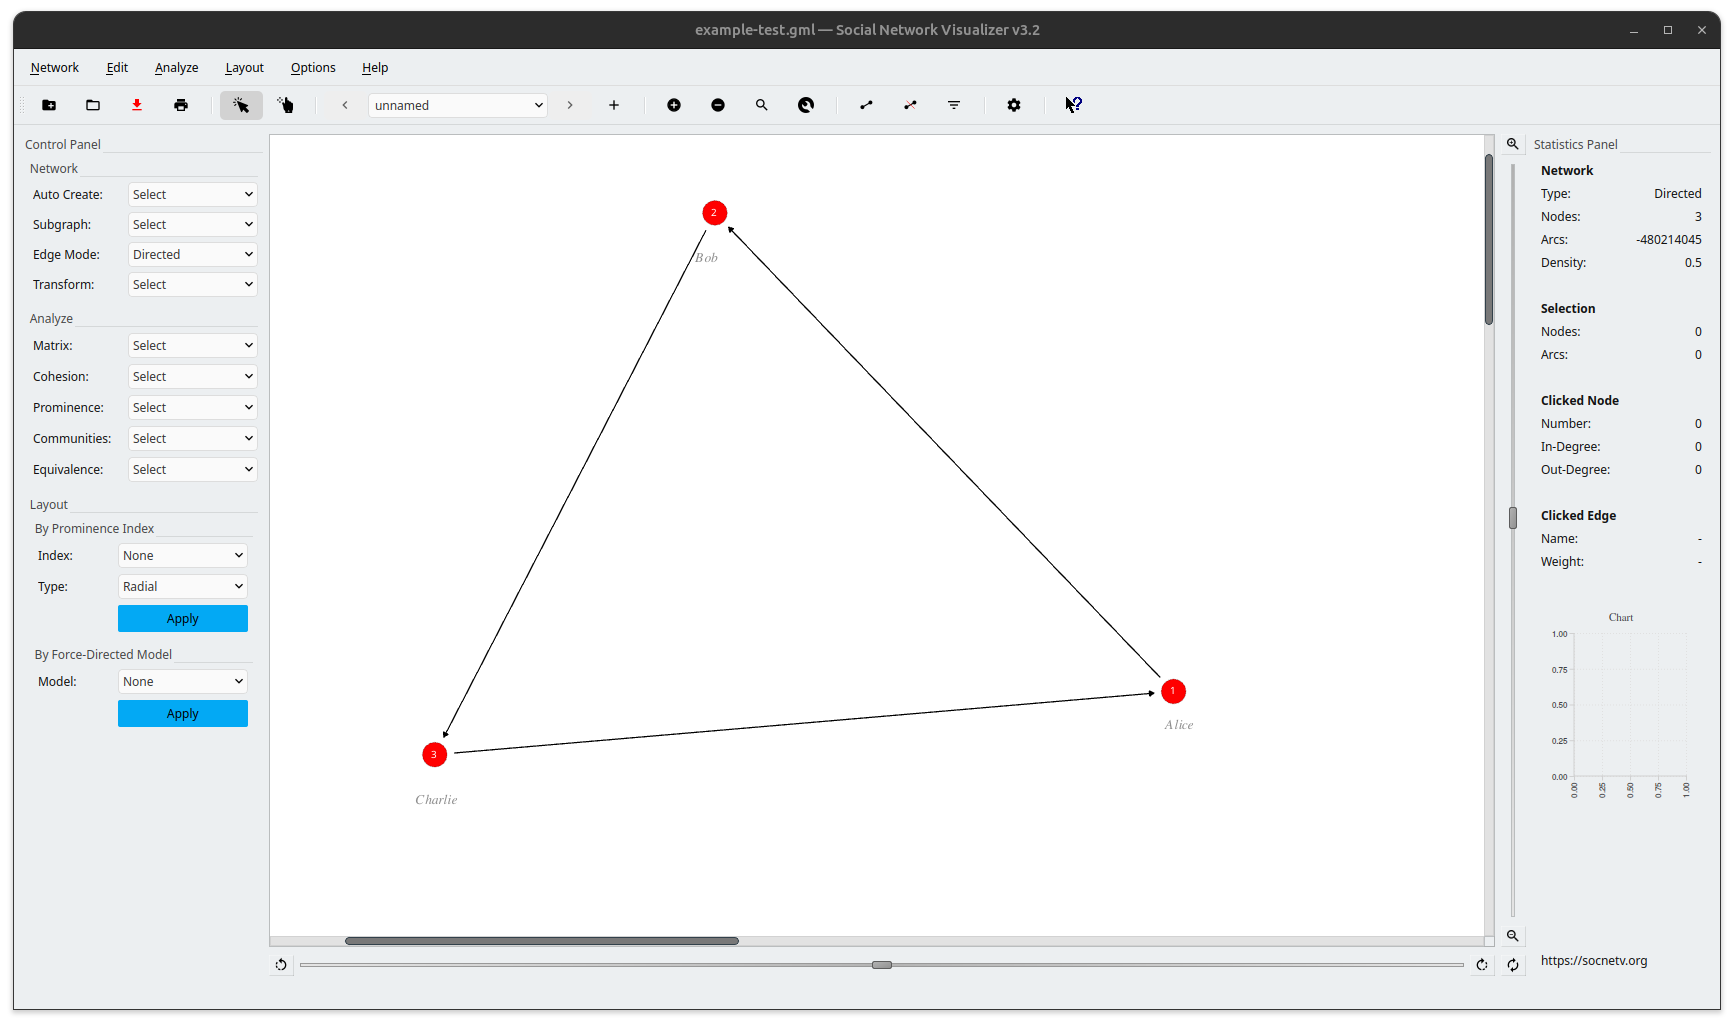 example-test.gml — Social Network Visualizer v3.2
Network Edit Analyze Layout Options Help
unnamed
Control Panel
Network
Auto Create: Select
Subgraph: Select
Edge Mode: Directed
Transform: Select
Analyze
Matrix: Select
Cohesion: Select
Prominence: Select
Communities: Select
Equivalence: Select
Layout
By Prominence Index
Index: None
Type: Radial
Apply
By Force-Directed Model
Model: None
Apply
2
Bob
1
Alice
3
Charlie
Statistics Panel
Network
Type: Directed
Nodes: 3
Arcs: -480214045
Density: 0.5
Selection
Nodes: 0
Arcs: 0
Clicked Node
Number: 0
In-Degree: 0
Out-Degree: 0
Clicked Edge
Name: -
Weight: -
Chart
1.00
0.75
0.50
0.25
0.00
0.00 0.25 0.50 0.75 1.00
https://socnetv.org